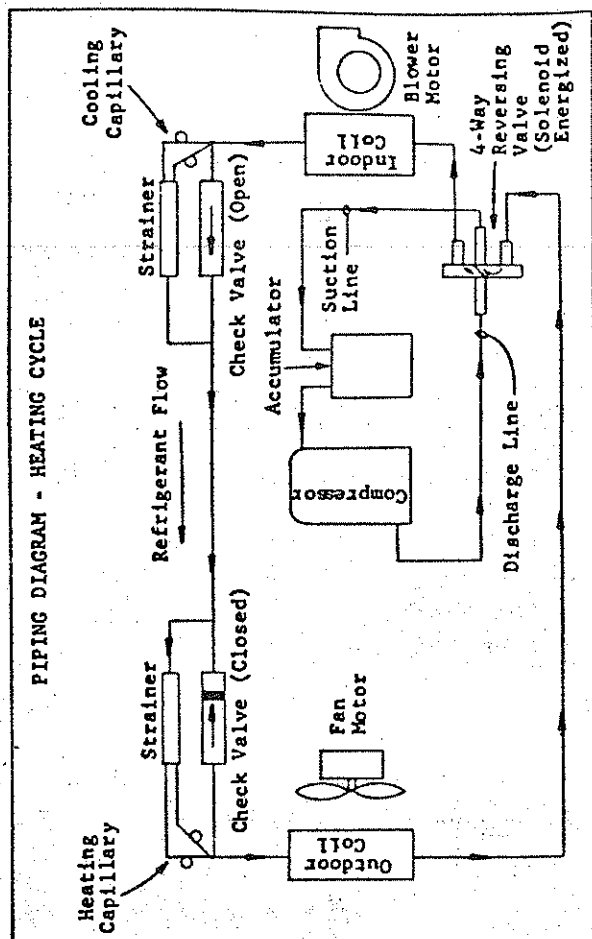 PIPING DIAGRAM - HEATING CYCLE
Heating
Capillary
Strainer
Check Valve (Closed)
Refrigerant Flow
Strainer
Check Valve (Open)
Cooling
Capillary
Outdoor
Coil
Fan
Motor
Compressor
Accumulator
Suction
Line
Discharge Line
Indoor
Coil
Blower
Motor
4-Way
Reversing
Valve
(Solenoid
Energized)